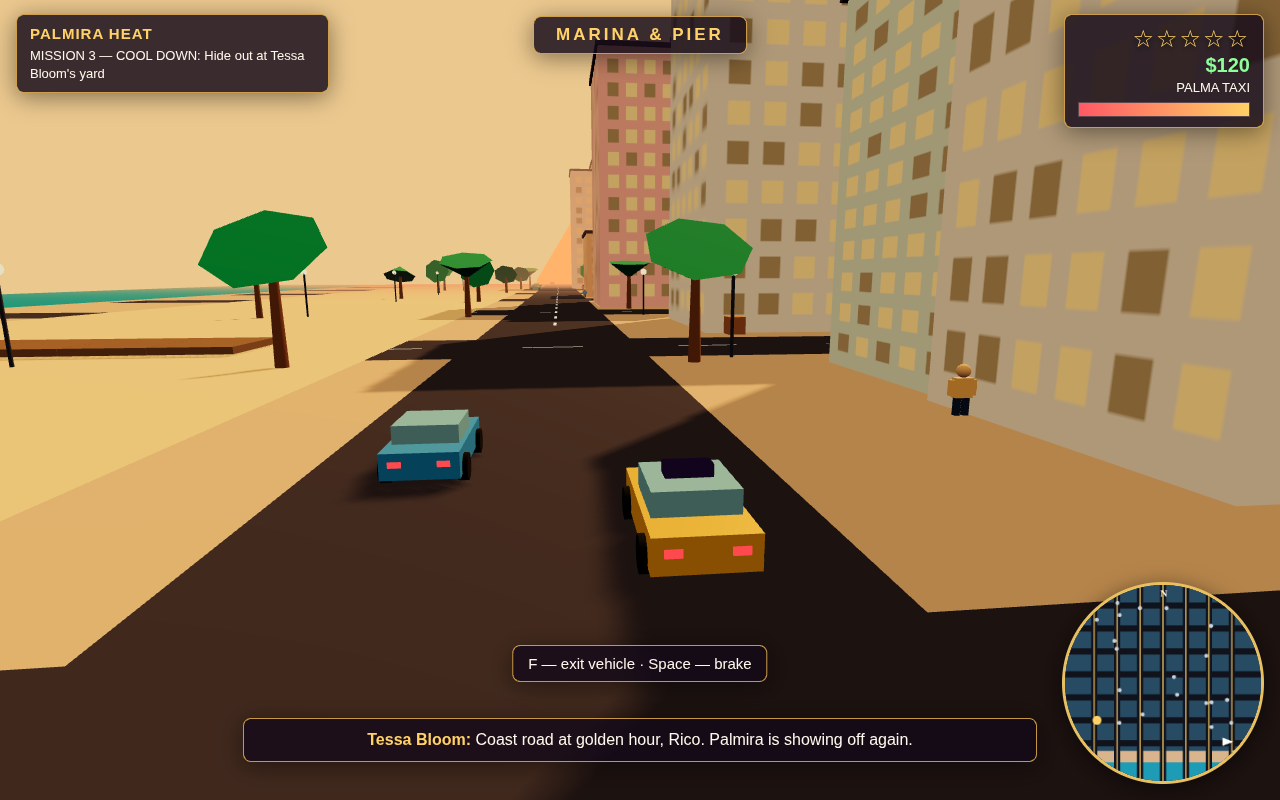 PALMIRA HEAT
MISSION 3 — COOL DOWN: Hide out at Tessa
Bloom's yard
MARINA & PIER
☆☆☆☆☆
$120
PALMA TAXI
F — exit vehicle · Space — brake
Tessa Bloom: Coast road at golden hour, Rico. Palmira is showing off again.
N